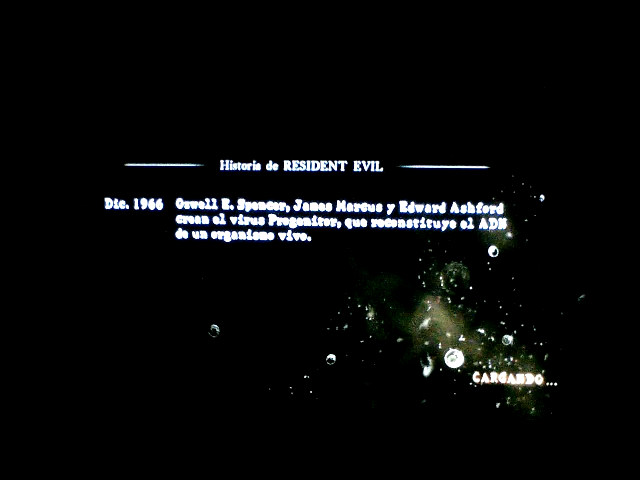 Historia de RESIDENT EVIL
Dic. 1966 Oswell E. Spencer, James Marcus y Edward Ashford
crean el virus Progenitor, que reconstituye el ADN
de un organismo vivo.
CARGANDO...